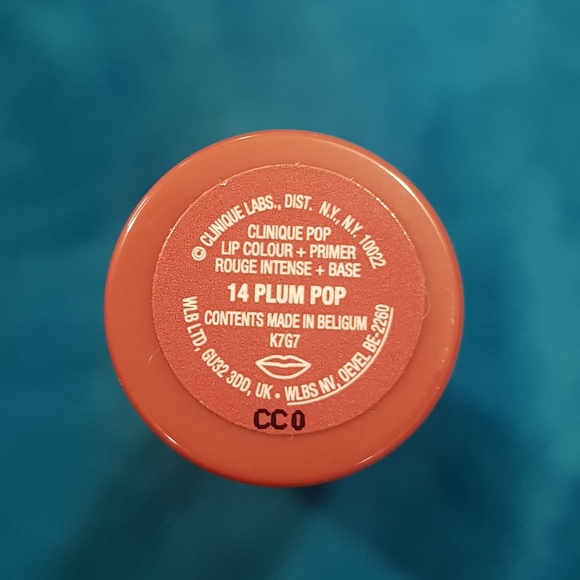 © CLINIQUE LABS., DIST. N.Y., N.Y. 10022
CLINIQUE POP
LIP COLOUR + PRIMER
ROUGE INTENSE + BASE
14 PLUM POP
CONTENTS MADE IN BELIGUM
K7G7
WLB LTD, GU32 3DD, UK • WLBS NV, OEVEL BE-2260
CC0